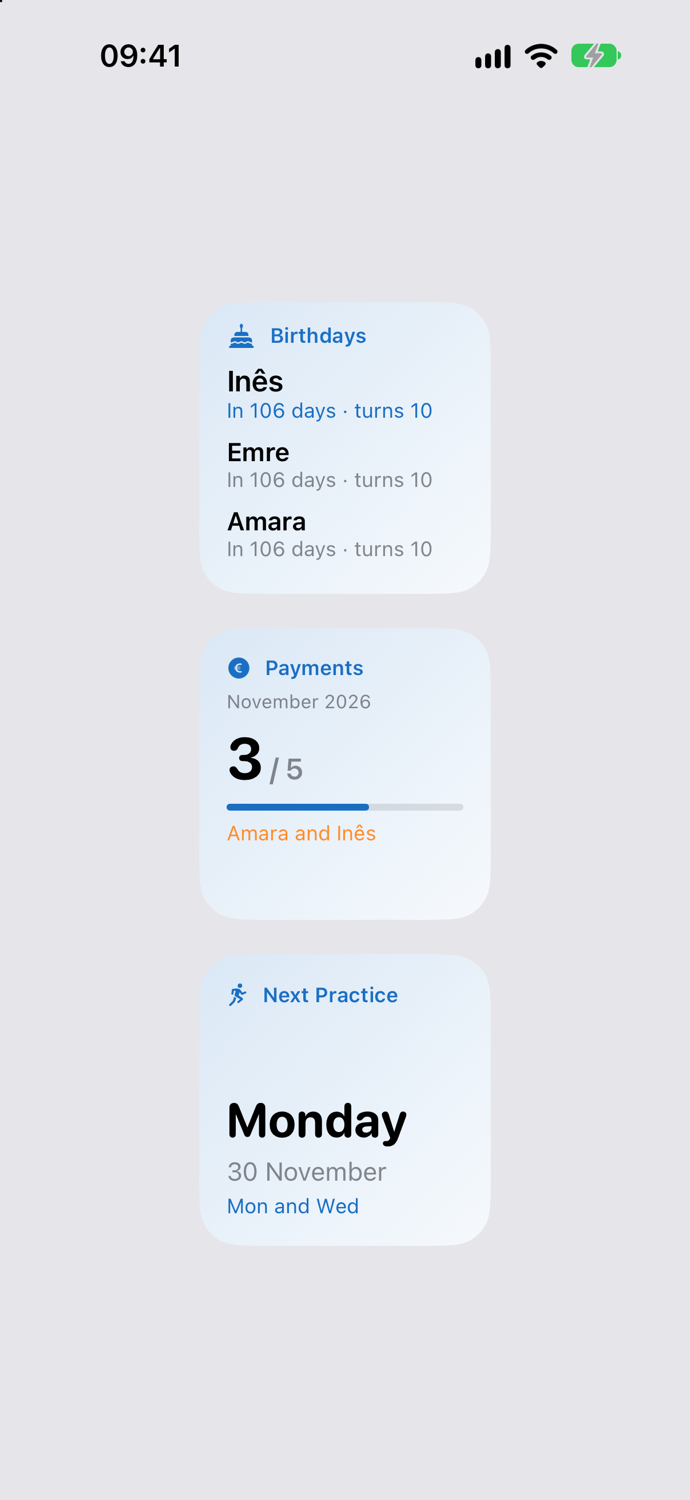 09:41
Birthdays
Inês
In 106 days · turns 10
Emre
In 106 days · turns 10
Amara
In 106 days · turns 10
€ Payments
November 2026
3 / 5
Amara and Inês
Next Practice
Monday
30 November
Mon and Wed